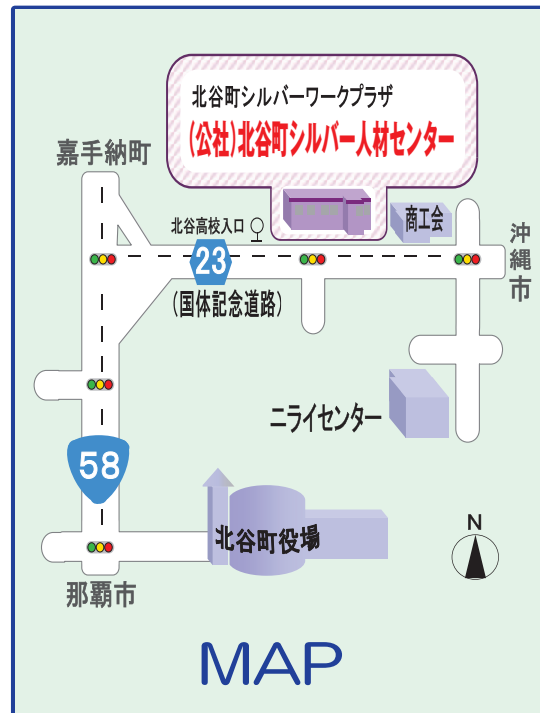 北谷町シルバーワークプラザ
(公社)北谷町シルバー人材センター
嘉手納町
北谷高校入口
商工会
沖縄市
23
(国体記念道路)
ニライセンター
58
北谷町役場
N
那覇市
MAP